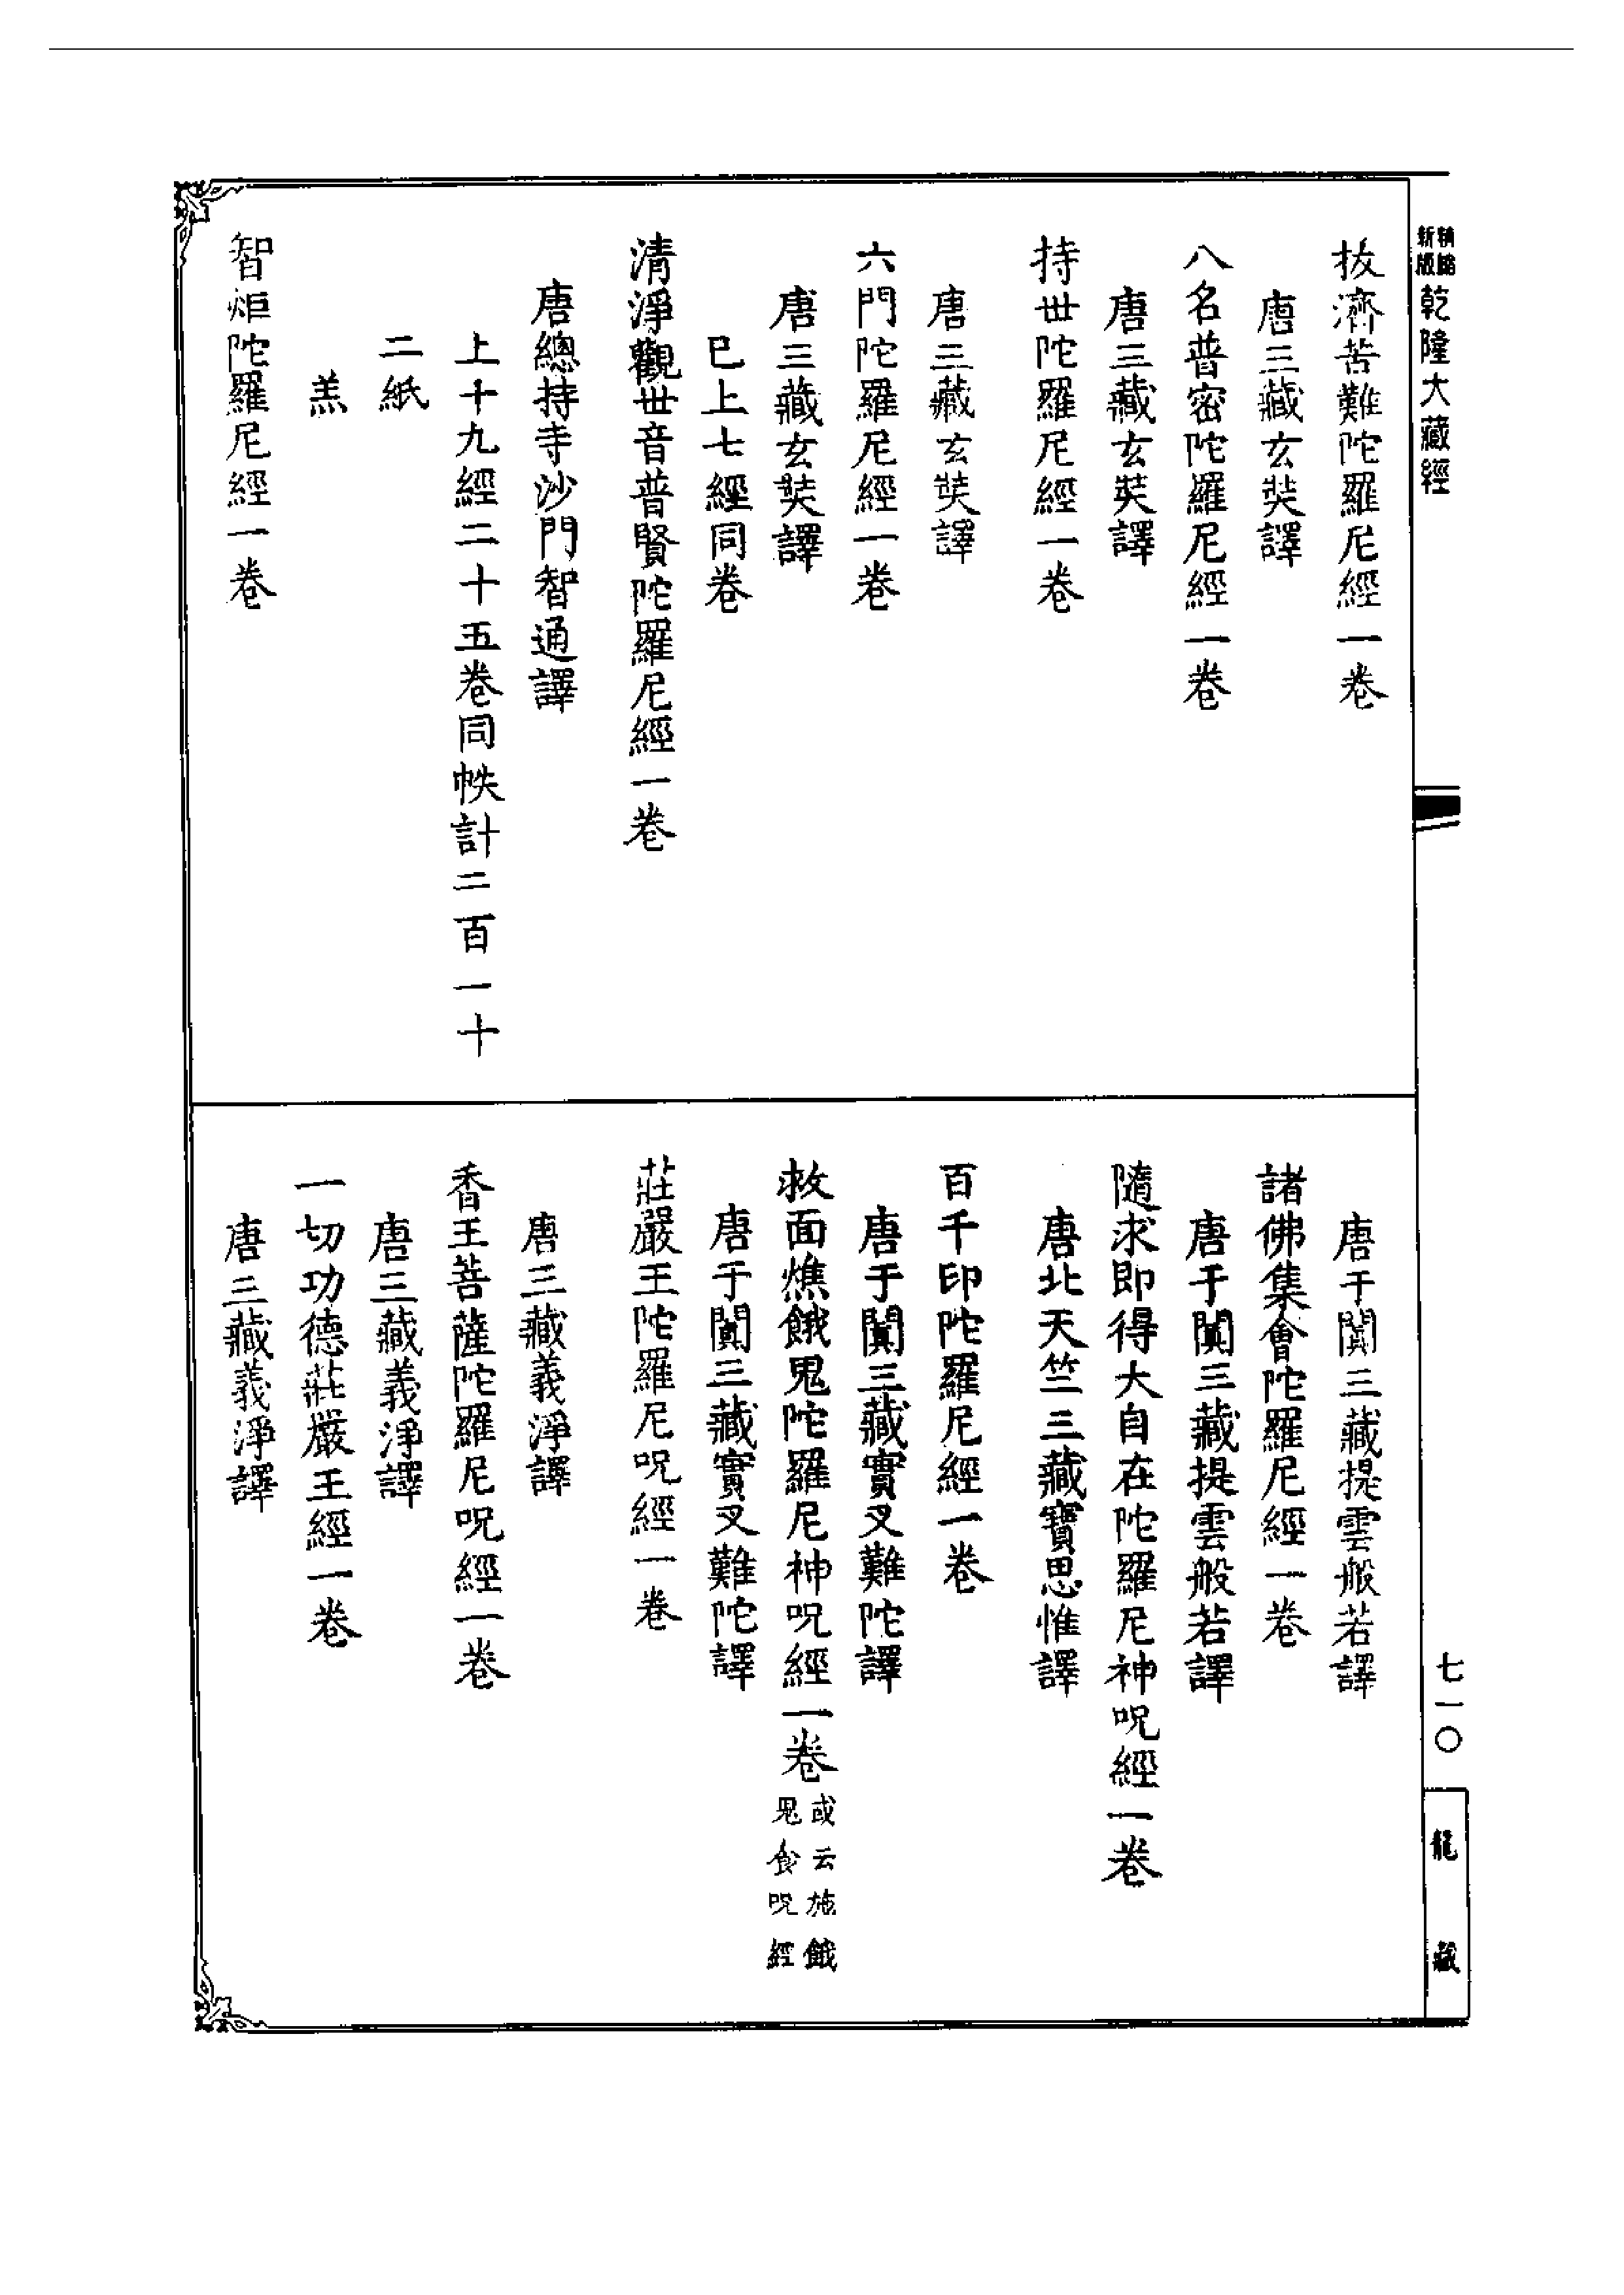 新版
精縮
乾隆大藏經
拔濟苦難陀羅尼經一卷
唐三藏玄奘譯
八名普密陀羅尼經一卷
唐三藏玄奘譯
持世陀羅尼經一卷
唐三藏玄奘譯
六門陀羅尼經一卷
唐三藏玄奘譯
已上七經同卷
清淨觀世音普賢陀羅尼經一卷
唐總持寺沙門智通譯
上十九經二十五卷同帙計二百一十
二紙
羔
智炬陀羅尼經一卷
唐于闐三藏提雲般若譯
諸佛集會陀羅尼經一卷
唐于闐三藏提雲般若譯
隨求即得大自在陀羅尼神呪經一卷
唐北天竺三藏寶思惟譯
百千印陀羅尼經一卷
唐于闐三藏實叉難陀譯
救面燋餓鬼陀羅尼神呪經一卷
或云施餓
鬼食呪經
唐于闐三藏實叉難陀譯
莊嚴王陀羅尼呪經一卷
唐三藏義淨譯
香王菩薩陀羅尼呪經一卷
唐三藏義淨譯
一切功德莊嚴王經一卷
唐三藏義淨譯
七一〇
龍藏